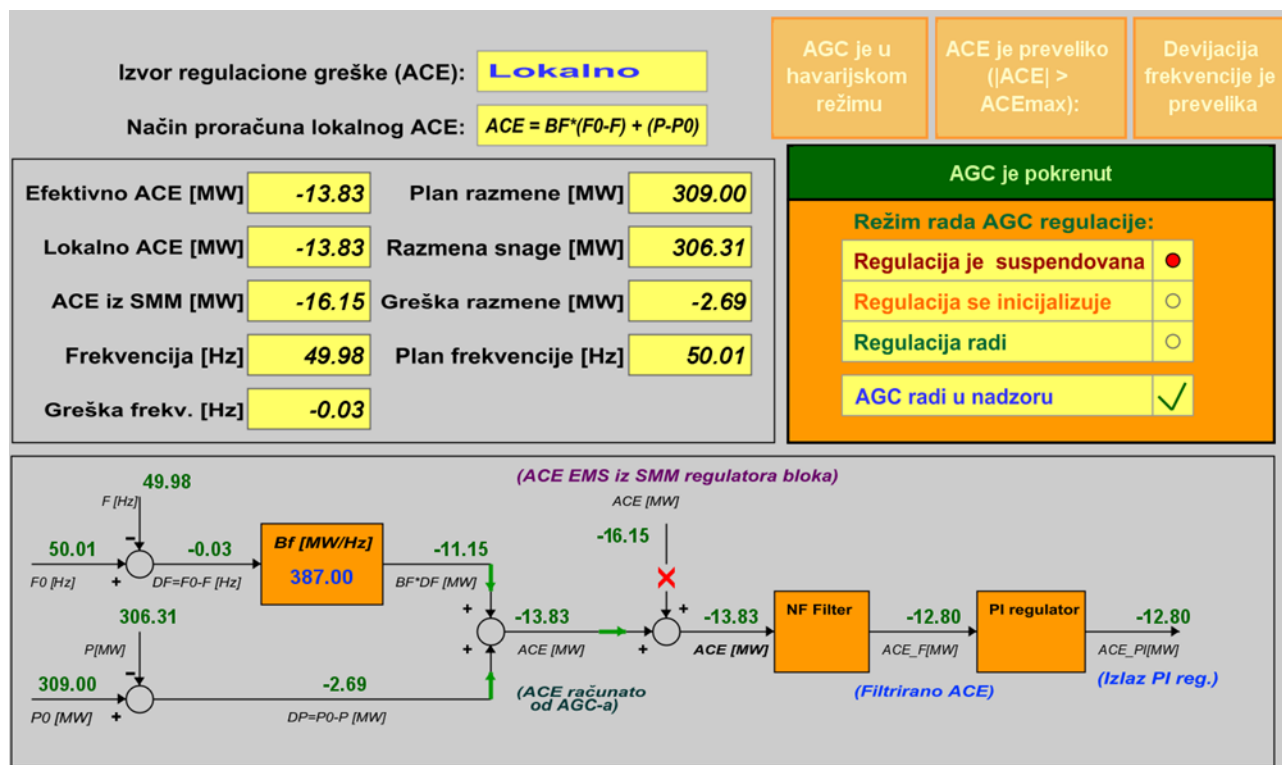 Izvor regulacione greške (ACE): Lokalno
Način proračuna lokalnog ACE: ACE = BF*(F0-F) + (P-P0)
AGC je u
havarijskom
režimu
ACE je preveliko
(|ACE| >
ACEmax):
Devijacija
frekvencije je
prevelika
Efektivno ACE [MW] -13.83 Plan razmene [MW] 309.00
Lokalno ACE [MW] -13.83 Razmena snage [MW] 306.31
ACE iz SMM [MW] -16.15 Greška razmene [MW] -2.69
Frekvencija [Hz] 49.98 Plan frekvencije [Hz] 50.01
Greška frekv. [Hz] -0.03
AGC je pokrenut
Režim rada AGC regulacije:
Regulacija je suspendovana
Regulacija se inicijalizuje
Regulacija radi
AGC radi u nadzoru
(ACE EMS iz SMM regulatora bloka)
49.98
F [Hz]
ACE [MW]
-16.15
50.01
F0 [Hz]
-
+
-0.03
DF=F0-F [Hz]
Bf [MW/Hz]
387.00
-11.15
BF*DF [MW]
306.31
P[MW]
309.00
P0 [MW]
-
+
-2.69
DP=P0-P [MW]
+
+
-13.83
ACE [MW]
(ACE računato
od AGC-a)
+
+
-13.83
ACE [MW]
NF Filter
-12.80
ACE_F[MW]
(Filtrirano ACE)
PI regulator
-12.80
ACE_PI[MW]
(Izlaz PI reg.)